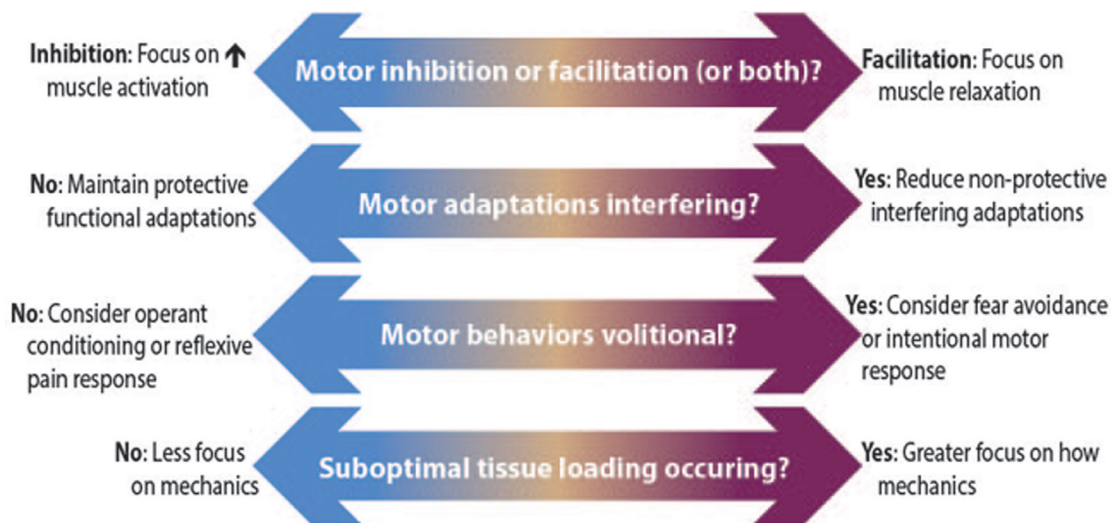 Inhibition: Focus on ↑
muscle activation
Motor inhibition or facilitation (or both)?
Facilitation: Focus on
muscle relaxation
No: Maintain protective
functional adaptations
Motor adaptations interfering?
Yes: Reduce non-protective
interfering adaptations
No: Consider operant
conditioning or reflexive
pain response
Motor behaviors volitional?
Yes: Consider fear avoidance
or intentional motor
response
No: Less focus
on mechanics
Suboptimal tissue loading occuring?
Yes: Greater focus on how
mechanics